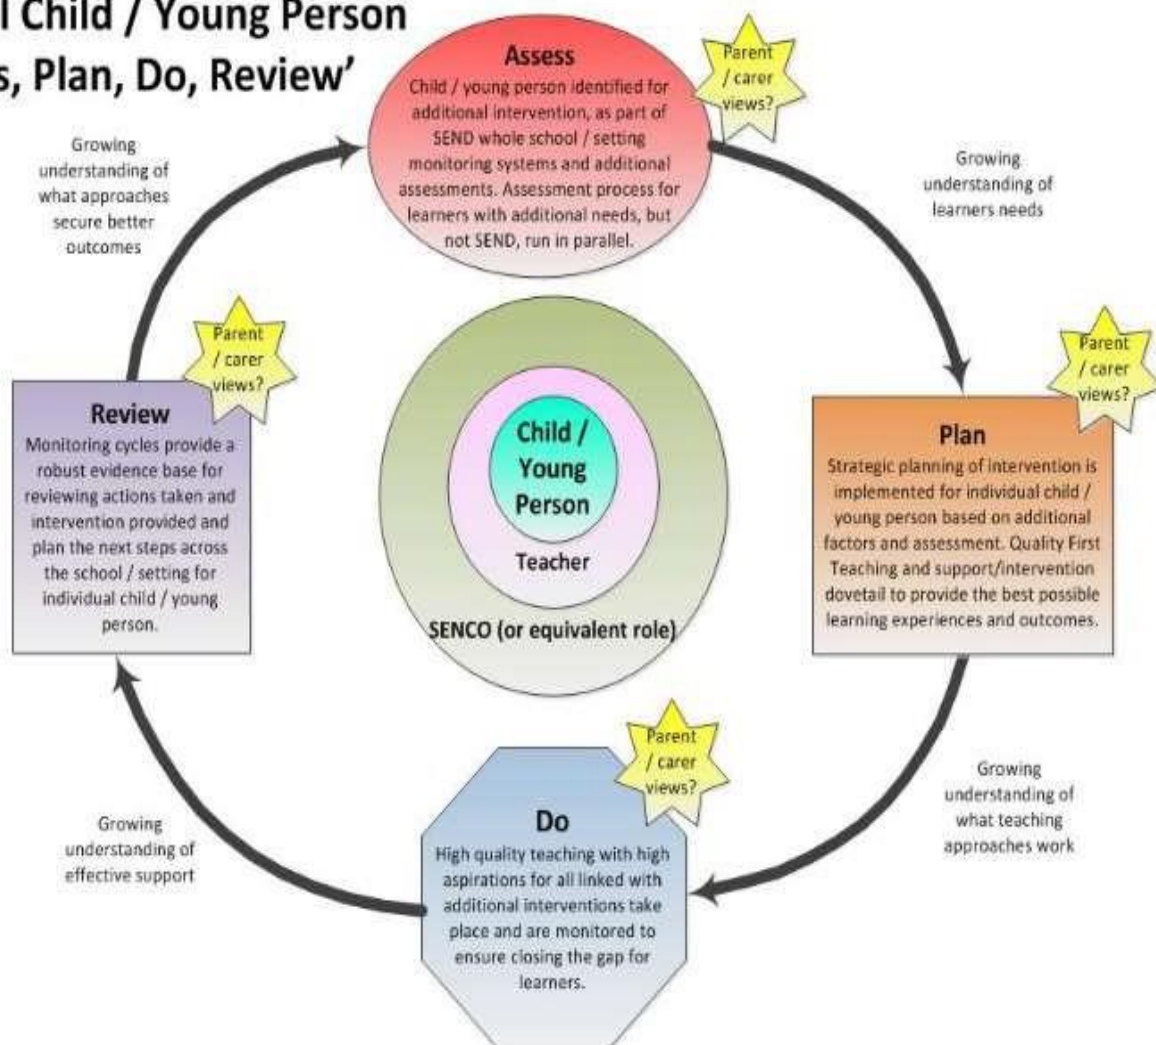 l Child / Young Person
s, Plan, Do, Review’
Assess
Child / young person identified for
additional intervention, as part of
SEND whole school / setting
monitoring systems and additional
assessments. Assessment process for
learners with additional needs, but
not SEND, run in parallel.
Parent
/ carer
views?
Growing
understanding of
what approaches
secure better
outcomes
Growing
understanding of
learners needs
Parent
/ carer
views?
Parent
/ carer
views?
Review
Monitoring cycles provide a
robust evidence base for
reviewing actions taken and
intervention provided and
plan the next steps across
the school / setting for
individual child / young
person.
Child /
Young
Person
Teacher
SENCO (or equivalent role)
Plan
Strategic planning of intervention is
implemented for individual child /
young person based on additional
factors and assessment. Quality First
Teaching and support/intervention
dovetail to provide the best possible
learning experiences and outcomes.
Parent
/ carer
views?
Do
High quality teaching with high
aspirations for all linked with
additional interventions take
place and are monitored to
ensure closing the gap for
learners.
Growing
understanding of
effective support
Growing
understanding of
what teaching
approaches work